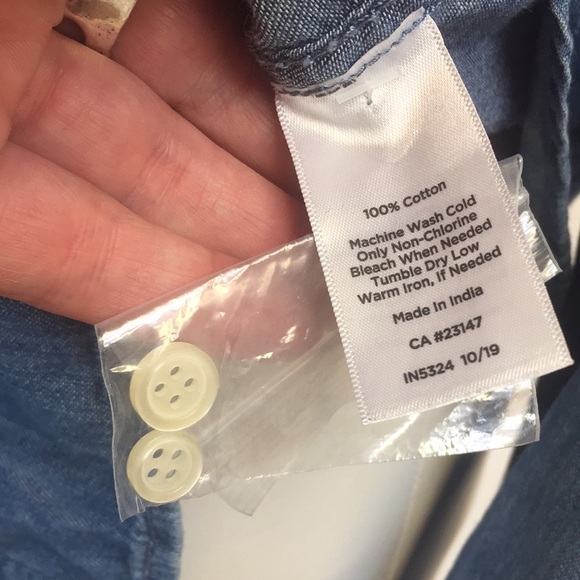 100% Cotton
Machine Wash Cold
Only Non-Chlorine
Bleach When Needed
Tumble Dry Low
Warm Iron, If Needed
Made in India
CA #23147
IN5324 10/19